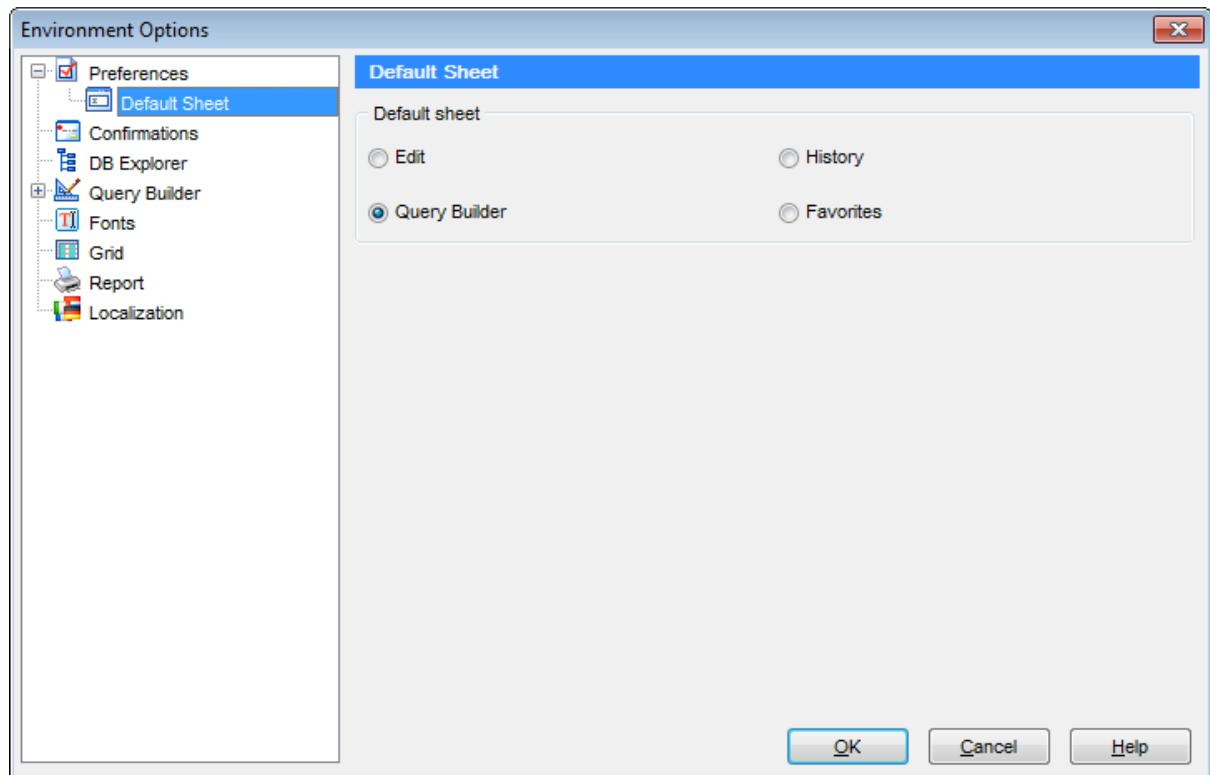 Environment Options
Preferences
Default Sheet
Confirmations
DB Explorer
Query Builder
Fonts
Grid
Report
Localization
Default Sheet
Default sheet
Edit
History
Query Builder
Favorites
OK
Cancel
Help